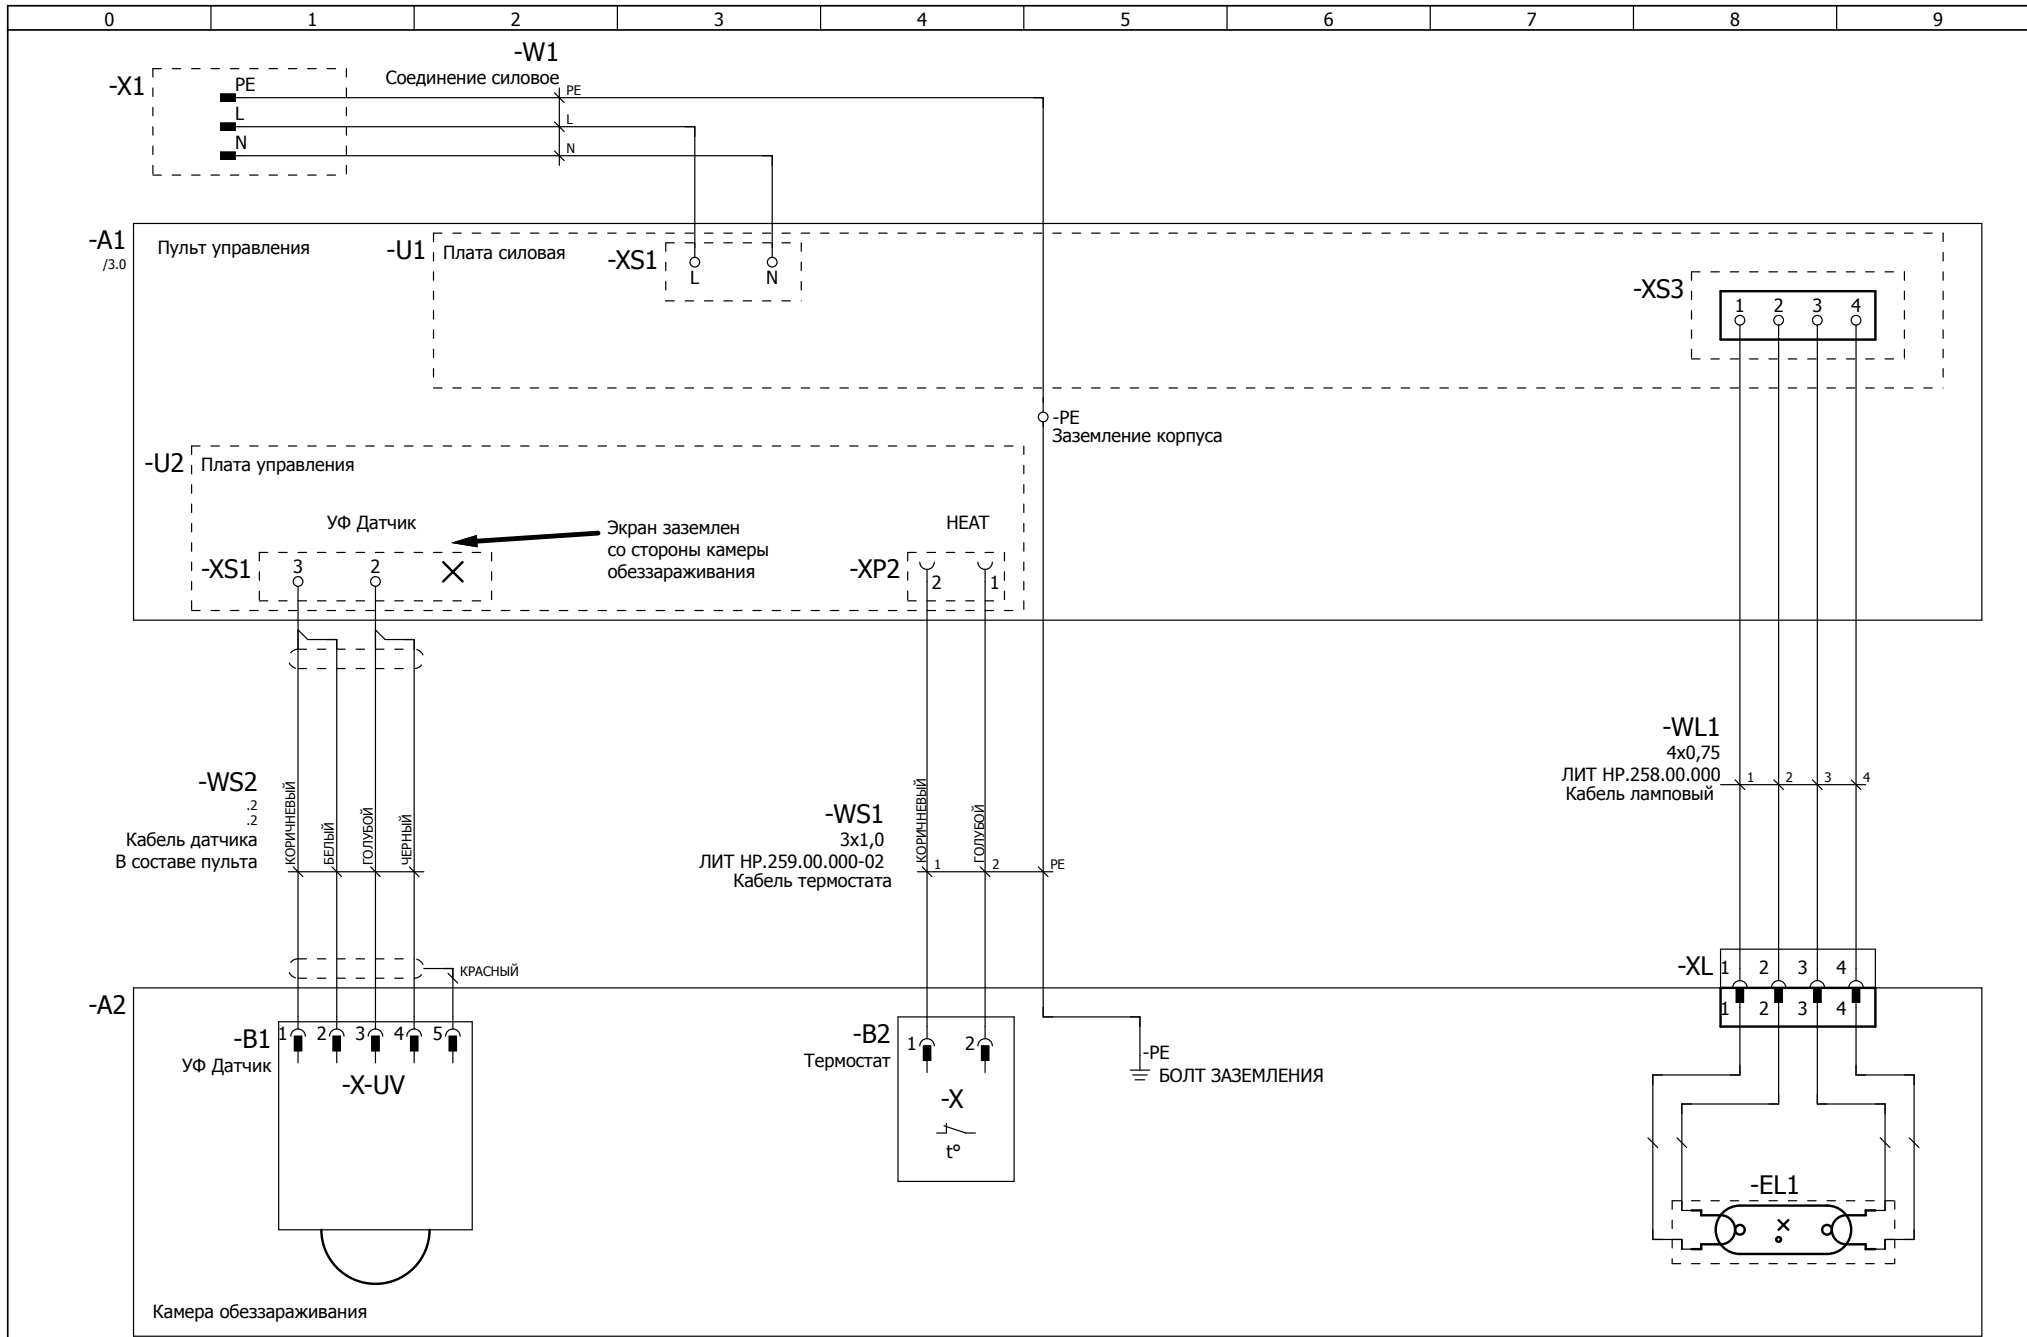 0 1 2 3 4 5 6 7 8 9
-W1
Соединение силовое
-X1
PE
L
N
PE
L
N
-A1
/3.0
Пульт управления
-U1
Плата силовая
-XS1
L
N
-XS3
1 2 3 4
-PE
Заземление корпуса
-U2
Плата управления
УФ Датчик
Экран заземлен
со стороны камеры
обеззараживания
HEAT
-XS1
3 2
-XP2
2 1
-WS2
.2
.2
Кабель датчика
В составе пульта
КОРИЧНЕВЫЙ
БЕЛЫЙ
ГОЛУБОЙ
ЧЕРНЫЙ
-WS1
3x1,0
ЛИТ НР.259.00.000-02
Кабель термостата
КОРИЧНЕВЫЙ
ГОЛУБОЙ
1 2 PE
-WL1
4x0,75
ЛИТ НР.258.00.000
Кабель ламповый
1 2 3 4
КРАСНЫЙ
-XL
1 2 3 4
1 2 3 4
-A2
-B1
УФ Датчик
1 2 3 4 5
-X-UV
-B2
Термостат
1 2
-X
t°
-PE
БОЛТ ЗАЗЕМЛЕНИЯ
-EL1
Камера обеззараживания